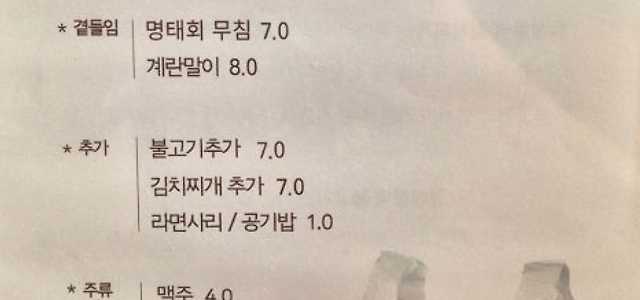 * 곁들임 명태회 무침 7.0
계란말이 8.0
* 추가 불고기추가 7.0
김치찌개 추가 7.0
라면사리 / 공기밥 1.0
* 주류 맥주 4.0